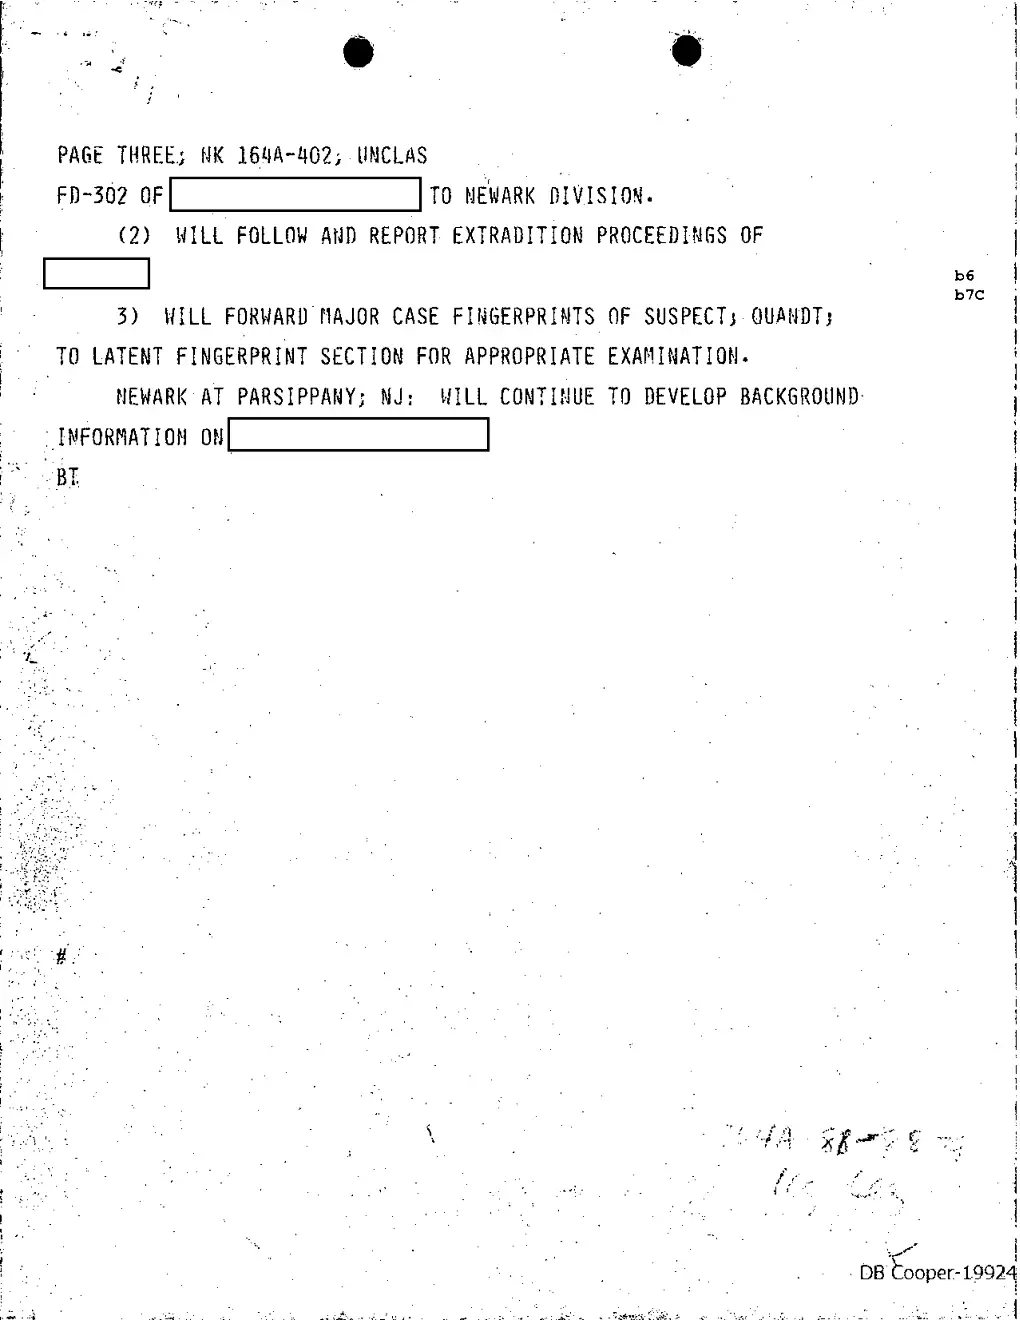 PAGE THREE; NK 164A-402; UNCLAS
FD-302 OF TO NEWARK DIVISION.
(2) WILL FOLLOW AND REPORT EXTRADITION PROCEEDINGS OF
b6
b7C
3) WILL FORWARD MAJOR CASE FINGERPRINTS OF SUSPECT; QUANDT;
TO LATENT FINGERPRINT SECTION FOR APPROPRIATE EXAMINATION.
NEWARK AT PARSIPPANY; NJ: WILL CONTINUE TO DEVELOP BACKGROUND
INFORMATION ON
BT
#
DB Cooper-19924